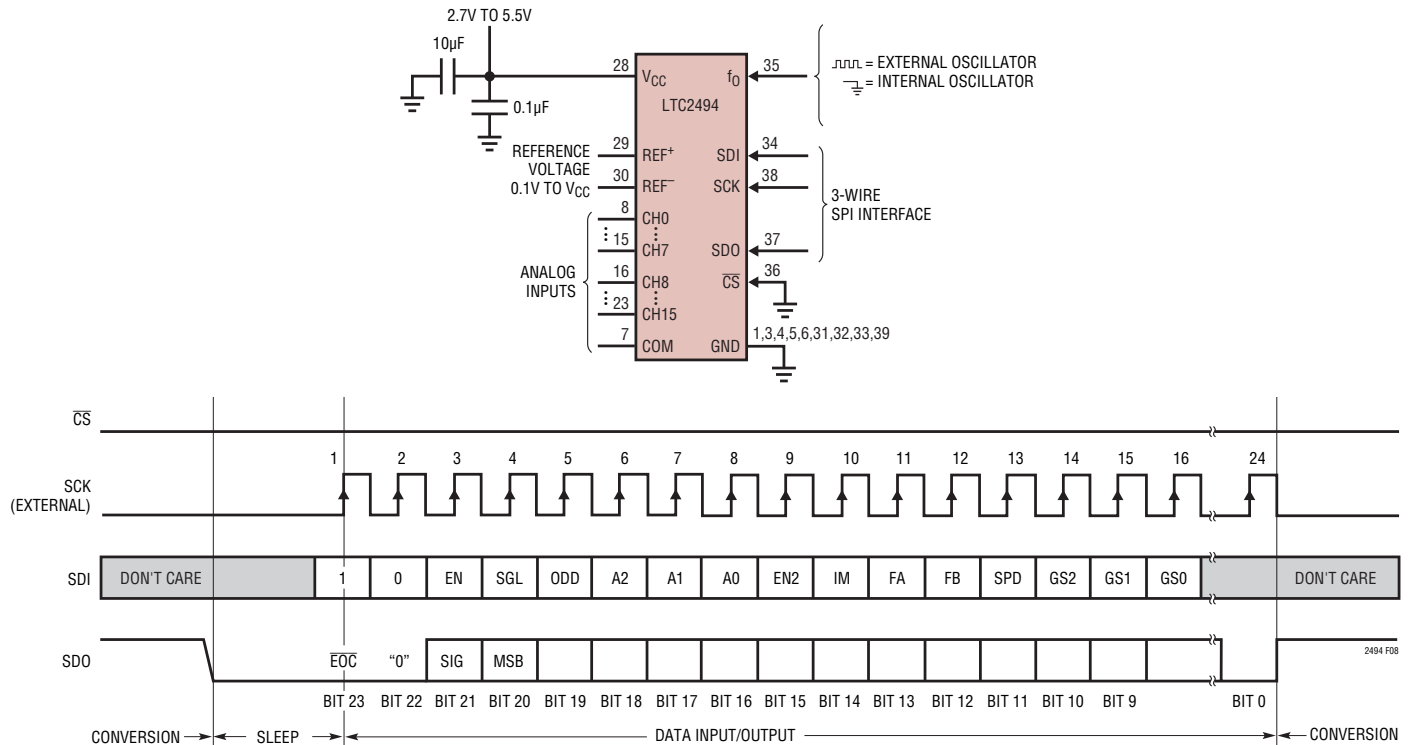 2.7V TO 5.5V
10µF
0.1µF
28
VCC
fO
35
= EXTERNAL OSCILLATOR
= INTERNAL OSCILLATOR
LTC2494
REFERENCE
VOLTAGE
0.1V TO VCC
29
REF+
30
REF–
SDI
34
SCK
38
3-WIRE
SPI INTERFACE
ANALOG
INPUTS
8
CH0
15
CH7
16
CH8
23
CH15
7
COM
SDO
37
CS
36
GND
1,3,4,5,6,31,32,33,39
CS
SCK
(EXTERNAL)
1 2 3 4 5 6 7 8 9 10 11 12 13 14 15 16 24
SDI
DON'T CARE 1 0 EN SGL ODD A2 A1 A0 EN2 IM FA FB SPD GS2 GS1 GS0 DON'T CARE
SDO
EOC “0” SIG MSB
2494 F08
BIT 23 BIT 22 BIT 21 BIT 20 BIT 19 BIT 18 BIT 17 BIT 16 BIT 15 BIT 14 BIT 13 BIT 12 BIT 11 BIT 10 BIT 9 BIT 0
CONVERSION SLEEP DATA INPUT/OUTPUT CONVERSION